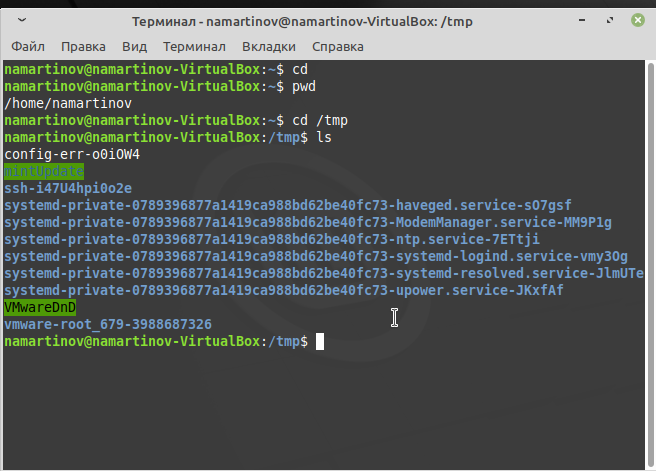 Терминал - namartinov@namartinov-VirtualBox: /tmp
Файл Правка Вид Терминал Вкладки Справка
namartinov@namartinov-VirtualBox:~$ cd
namartinov@namartinov-VirtualBox:~$ pwd
/home/namartinov
namartinov@namartinov-VirtualBox:~$ cd /tmp
namartinov@namartinov-VirtualBox:/tmp$ ls
config-err-o0iOW4
mintUpdate
ssh-i47U4hpi0o2e
systemd-private-0789396877a1419ca988bd62be40fc73-haveged.service-sO7gsf
systemd-private-0789396877a1419ca988bd62be40fc73-ModemManager.service-MM9P1g
systemd-private-0789396877a1419ca988bd62be40fc73-ntp.service-7ETtji
systemd-private-0789396877a1419ca988bd62be40fc73-systemd-logind.service-vmy3Og
systemd-private-0789396877a1419ca988bd62be40fc73-systemd-resolved.service-JlmUTe
systemd-private-0789396877a1419ca988bd62be40fc73-upower.service-JKxfAf
VMwareDnD
vmware-root_679-3988687326
namartinov@namartinov-VirtualBox:/tmp$